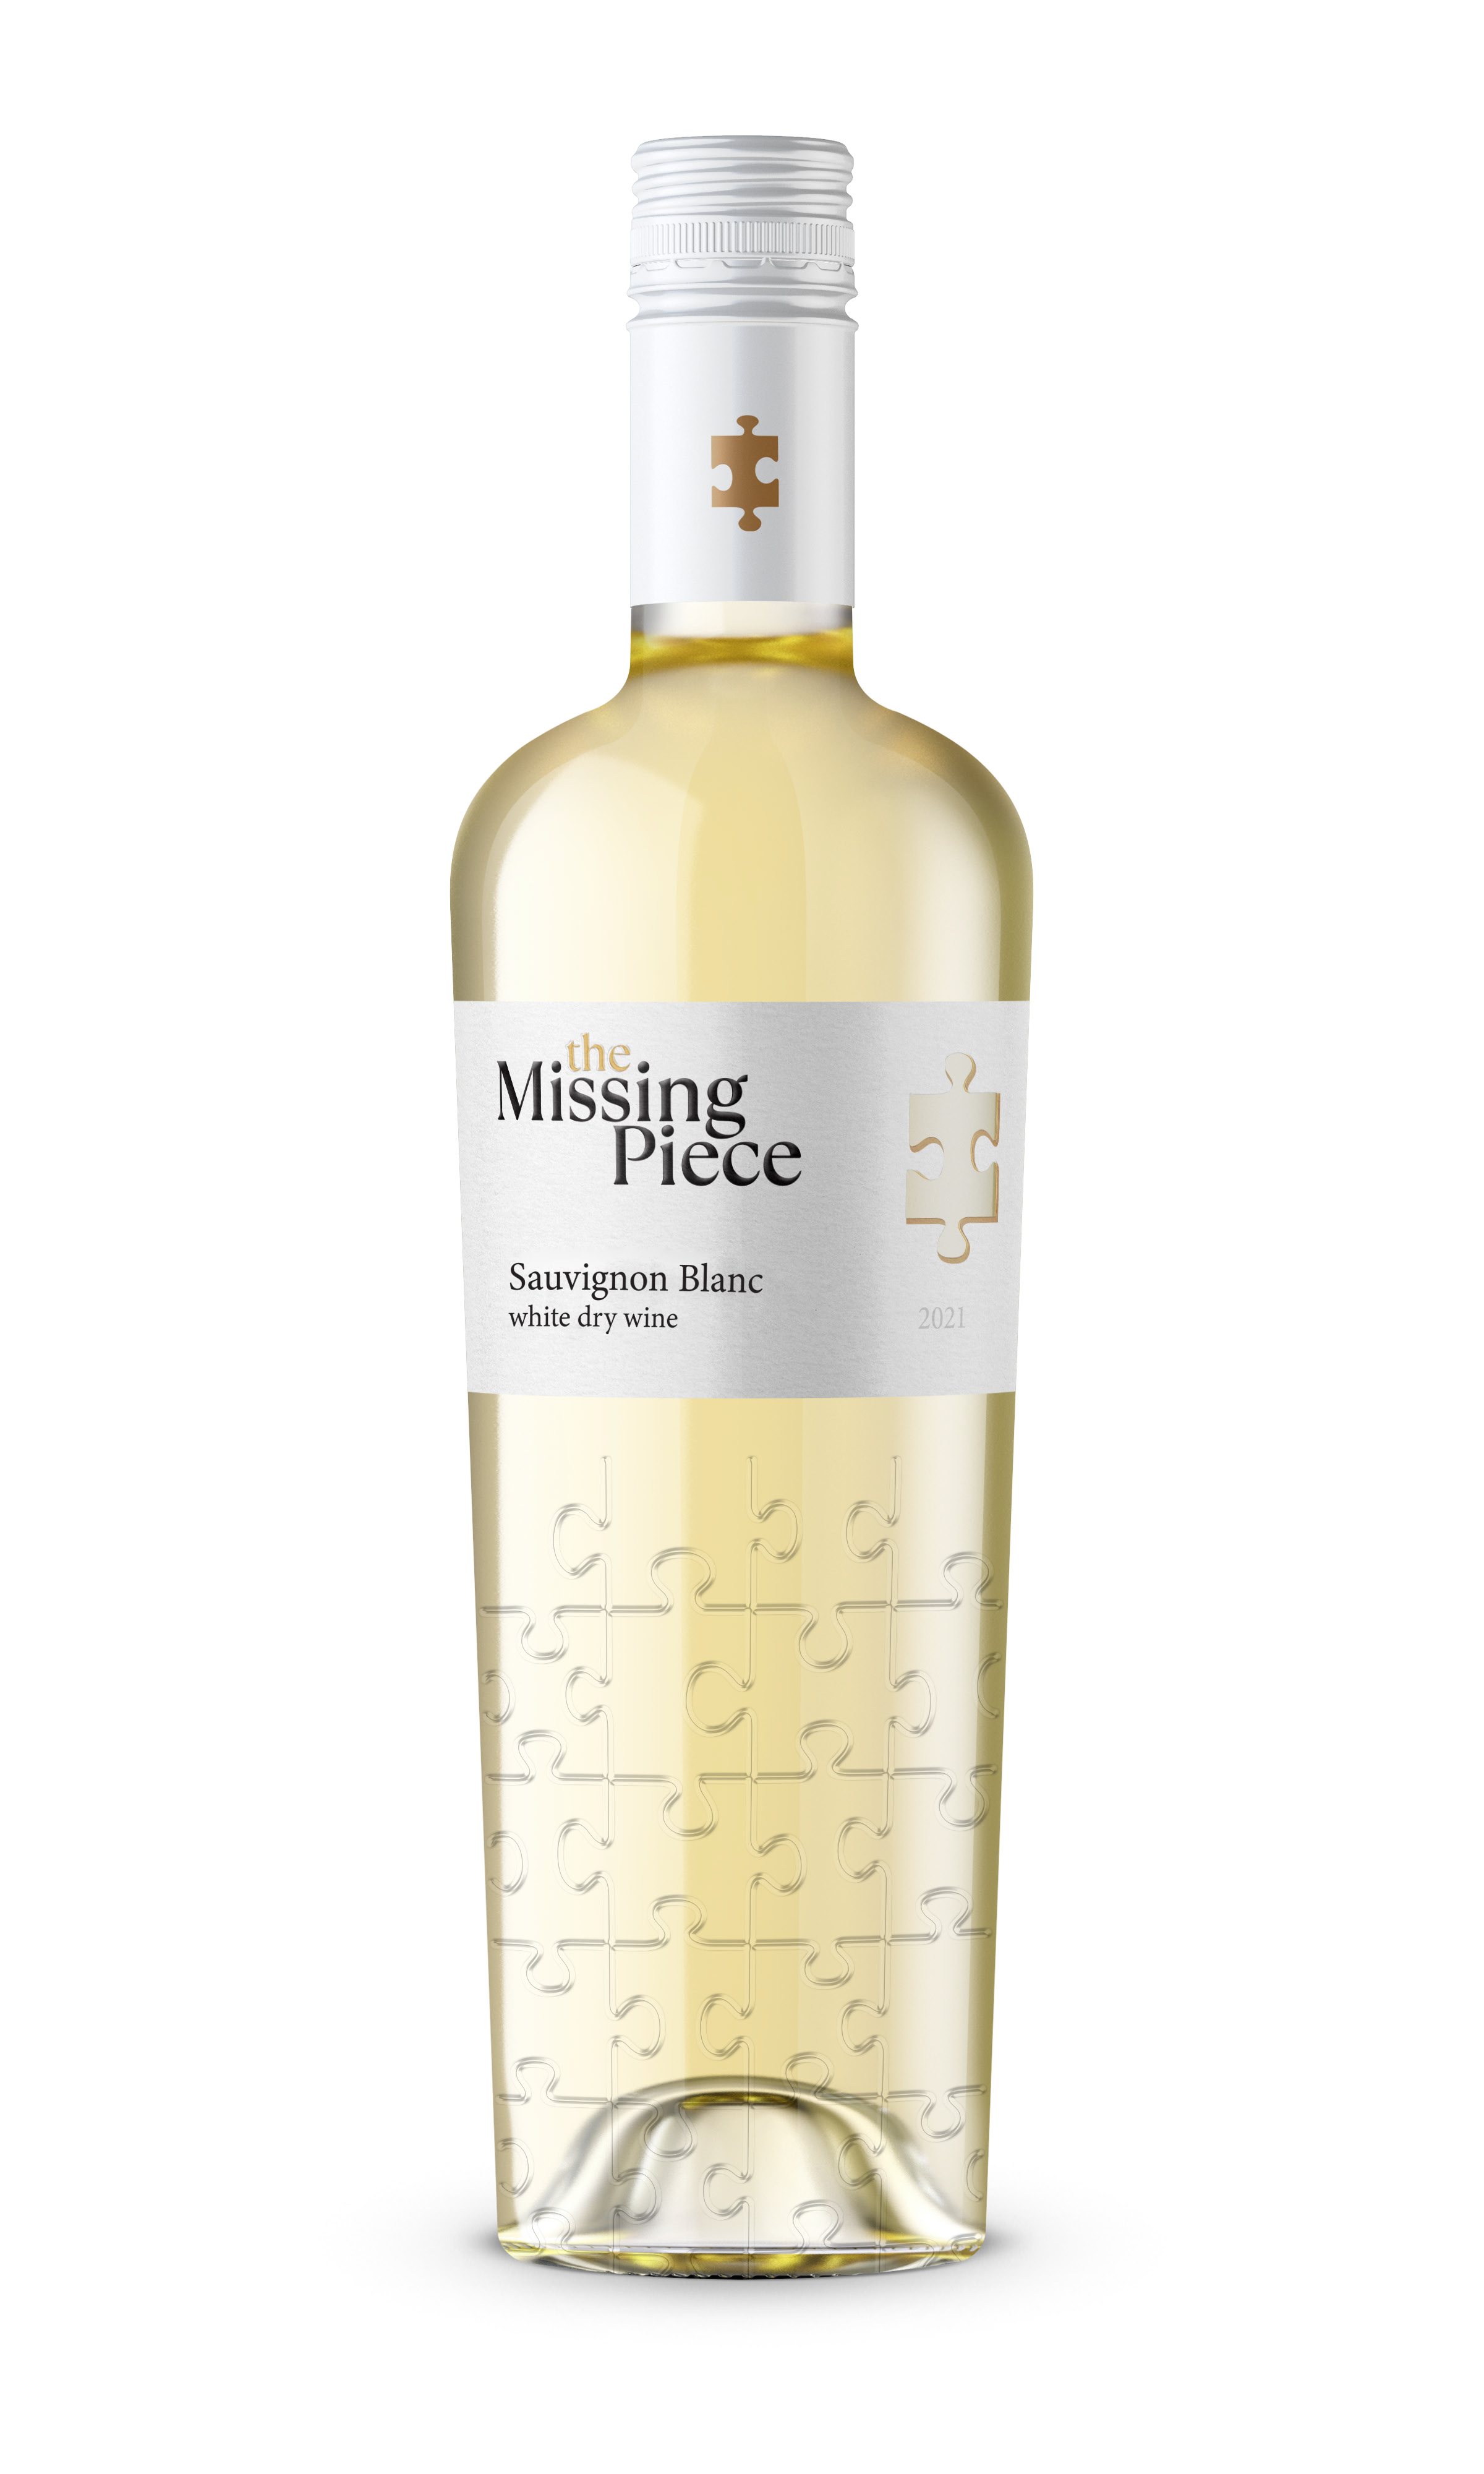 the
Missing
Piece
Sauvignon Blanc
white dry wine
2021